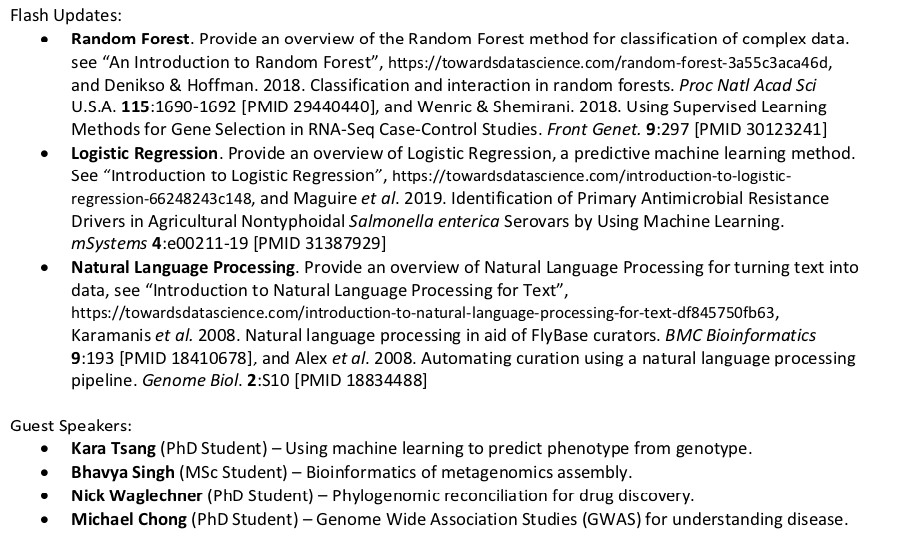 Flash Updates:
• Random Forest. Provide an overview of the Random Forest method for classification of complex data.
see “An Introduction to Random Forest”, https://towardsdatascience.com/random-forest-3a55c3aca46d,
and Denikso & Hoffman. 2018. Classification and interaction in random forests. Proc Natl Acad Sci
U.S.A. 115:1690-1692 [PMID 29440440], and Wenric & Shemirani. 2018. Using Supervised Learning
Methods for Gene Selection in RNA-Seq Case-Control Studies. Front Genet. 9:297 [PMID 30123241]
• Logistic Regression. Provide an overview of Logistic Regression, a predictive machine learning method.
See “Introduction to Logistic Regression”, https://towardsdatascience.com/introduction-to-logistic-
regression-66248243c148, and Maguire et al. 2019. Identification of Primary Antimicrobial Resistance
Drivers in Agricultural Nontyphoidal Salmonella enterica Serovars by Using Machine Learning.
mSystems 4:e00211-19 [PMID 31387929]
• Natural Language Processing. Provide an overview of Natural Language Processing for turning text into
data, see “Introduction to Natural Language Processing for Text”,
https://towardsdatascience.com/introduction-to-natural-language-processing-for-text-df845750fb63,
Karamanis et al. 2008. Natural language processing in aid of FlyBase curators. BMC Bioinformatics
9:193 [PMID 18410678], and Alex et al. 2008. Automating curation using a natural language processing
pipeline. Genome Biol. 2:S10 [PMID 18834488]
Guest Speakers:
• Kara Tsang (PhD Student) – Using machine learning to predict phenotype from genotype.
• Bhavya Singh (MSc Student) – Bioinformatics of metagenomics assembly.
• Nick Waglechner (PhD Student) – Phylogenomic reconciliation for drug discovery.
• Michael Chong (PhD Student) – Genome Wide Association Studies (GWAS) for understanding disease.